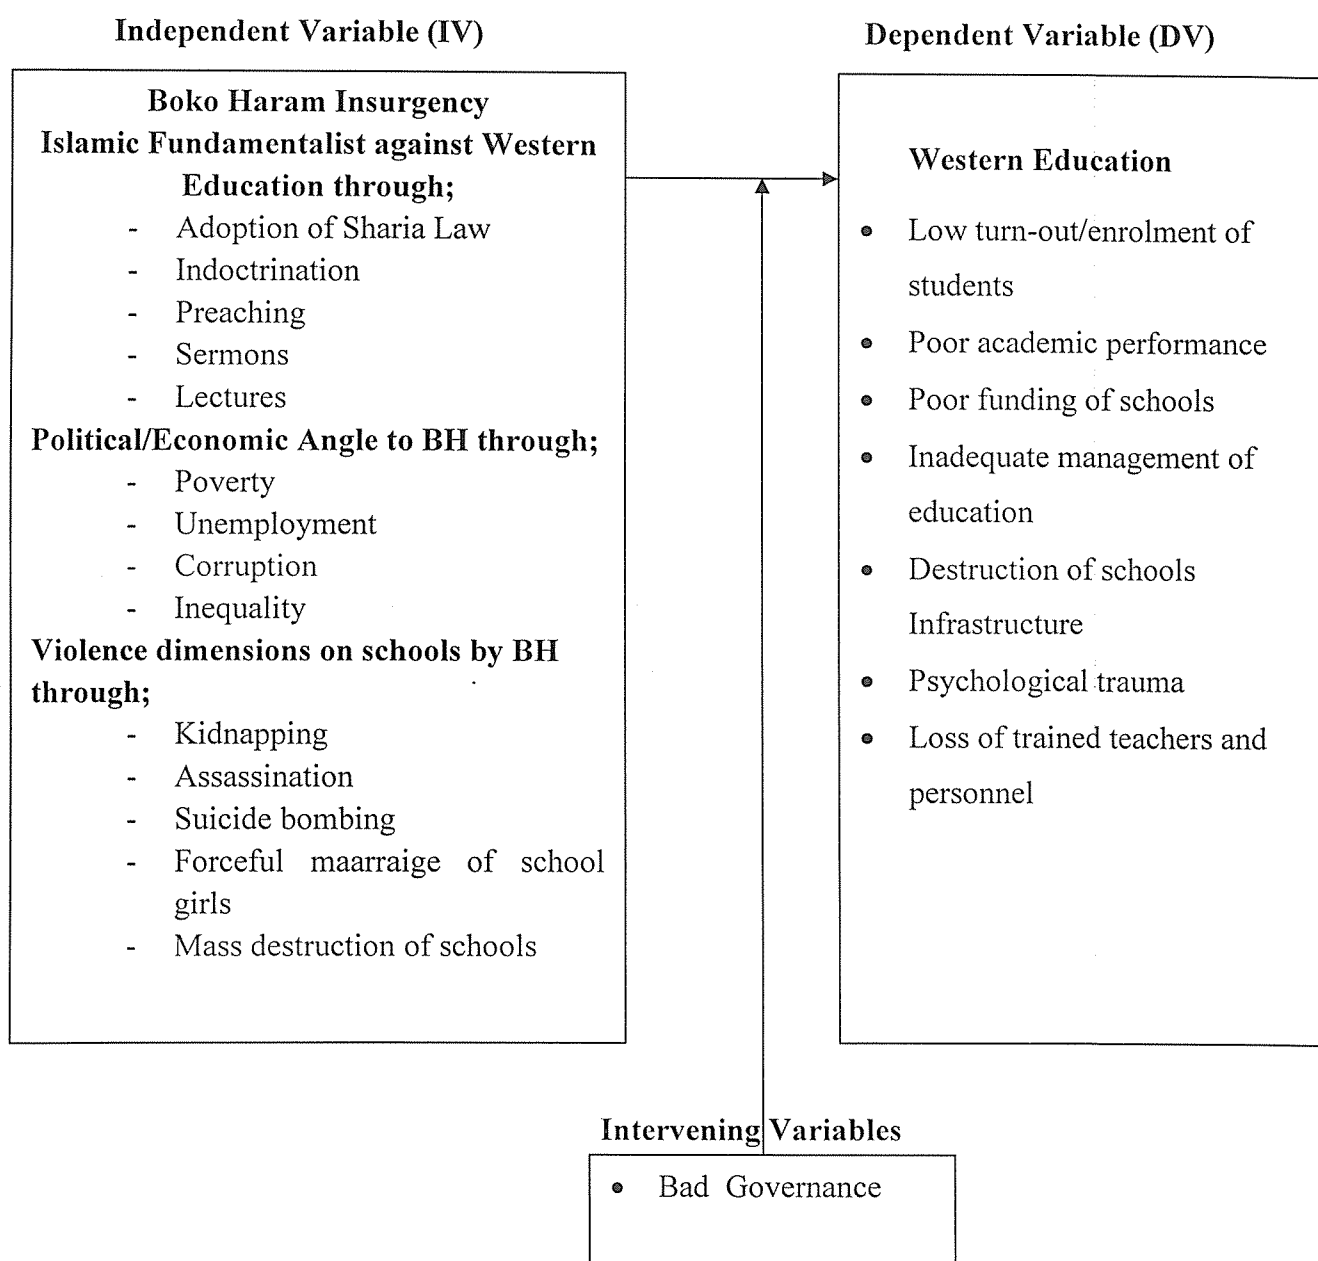 Independent Variable (IV)
Boko Haram Insurgency
Islamic Fundamentalist against Western
Education through;
- Adoption of Sharia Law
- Indoctrination
- Preaching
- Sermons
- Lectures
Political/Economic Angle to BH through;
- Poverty
- Unemployment
- Corruption
- Inequality
Violence dimensions on schools by BH
through;
- Kidnapping
- Assassination
- Suicide bombing
- Forceful maarraige of school
girls
- Mass destruction of schools
Dependent Variable (DV)
Western Education
• Low turn-out/enrolment of
students
• Poor academic performance
• Poor funding of schools
• Inadequate management of
education
• Destruction of schools
Infrastructure
• Psychological trauma
• Loss of trained teachers and
personnel
Intervening Variables
• Bad Governance